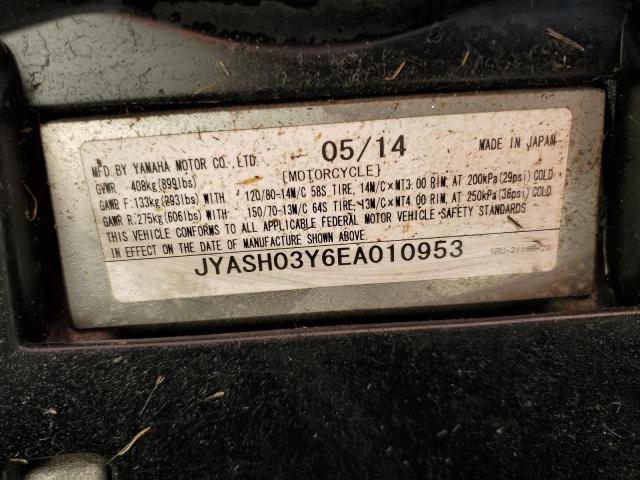 MFD. BY YAMAHA MOTOR CO., LTD. 05/14 MADE IN JAPAN
GVWR 408kg(899lbs) [MOTORCYCLE]
GAWR F:133kg(293lbs) WITH 120/80-14M/C 58S TIRE, 14M/C×MT3.00 RIM, AT 200kPa(29psi) COLD
GAWR R:275kg(606lbs) WITH 150/70-13M/C 64S TIRE, 13M/C×MT4.00 RIM, AT 250kPa(36psi) COLD
THIS VEHICLE CONFORMS TO ALL APPLICABLE FEDERAL MOTOR VEHICLE SAFETY STANDARDS
IN EFFECT ON THE DATE OF MANUFACTURE SHOWN ABOVE.
JYASH03Y6EA010953 5RU-2118B-20